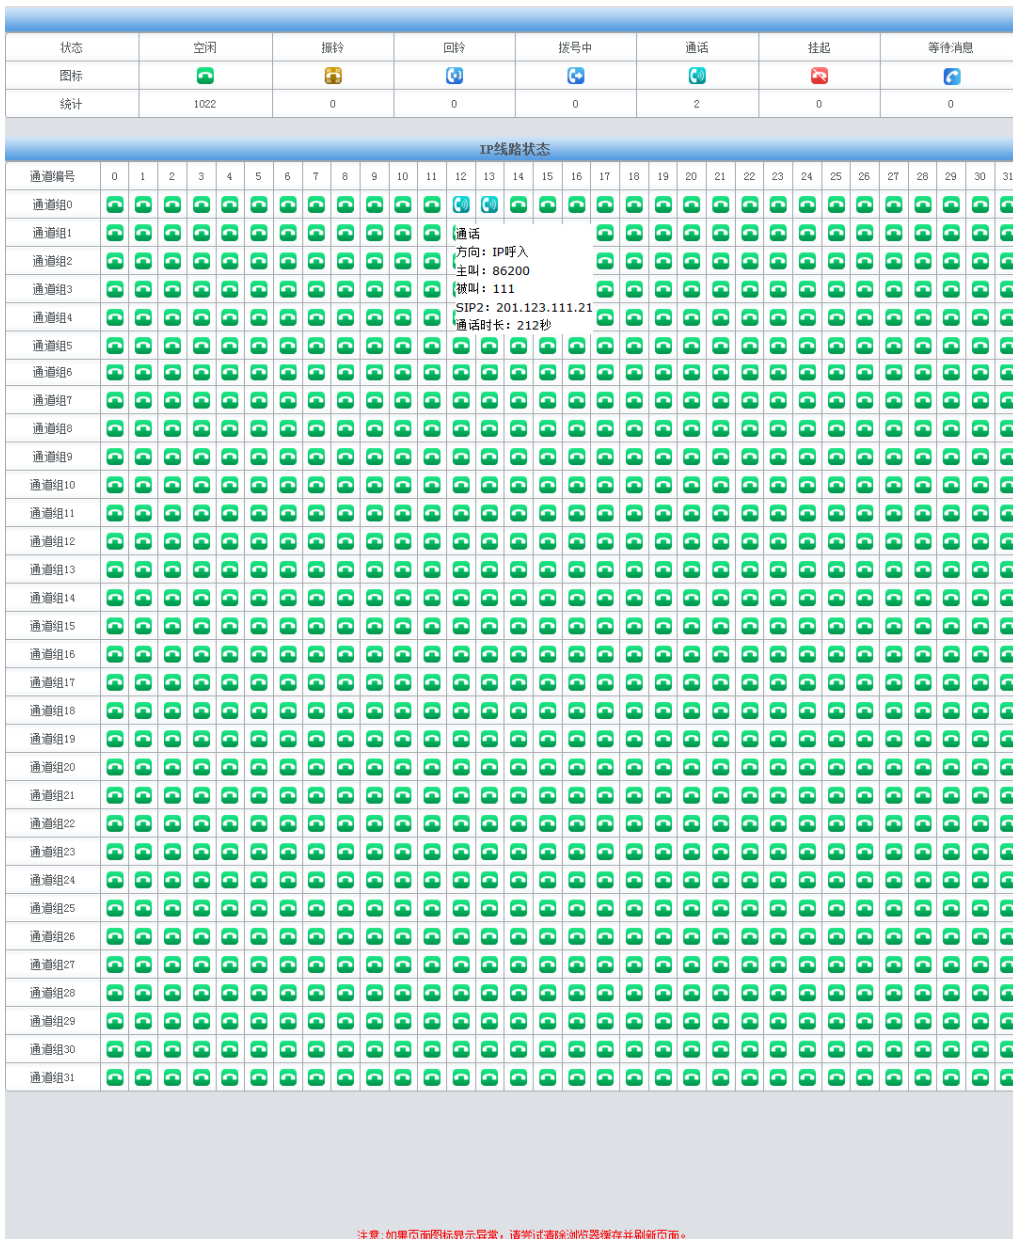 状态 空闲 振铃 回铃 拨号中 通话 挂起 等待消息
图标
统计 1022 0 0 0 2 0 0
IP线路状态
通道编号 0 1 2 3 4 5 6 7 8 9 10 11 12 13 14 15 16 17 18 19 20 21 22 23 24 25 26 27 28 29 30 31
通道组0
通道组1
通话
方向：IP呼入
通道组2
主叫：86200
通道组3
被叫：111
SIP2：201.123.111.21
通道组4
通话时长：212秒
通道组5
通道组6
通道组7
通道组8
通道组9
通道组10
通道组11
通道组12
通道组13
通道组14
通道组15
通道组16
通道组17
通道组18
通道组19
通道组20
通道组21
通道组22
通道组23
通道组24
通道组25
通道组26
通道组27
通道组28
通道组29
通道组30
通道组31
注意:如果页面图标显示异常，请尝试清除浏览器缓存并刷新页面。